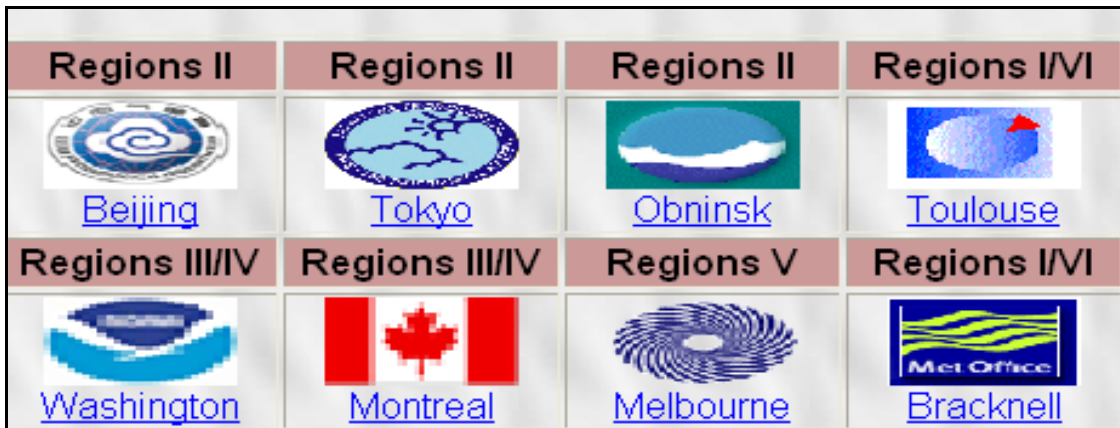 Regions II Regions II Regions II Regions I/VI
Beijing Tokyo Obninsk Toulouse
Regions III/IV Regions III/IV Regions V Regions I/VI
Met Office
Washington Montreal Melbourne Bracknell